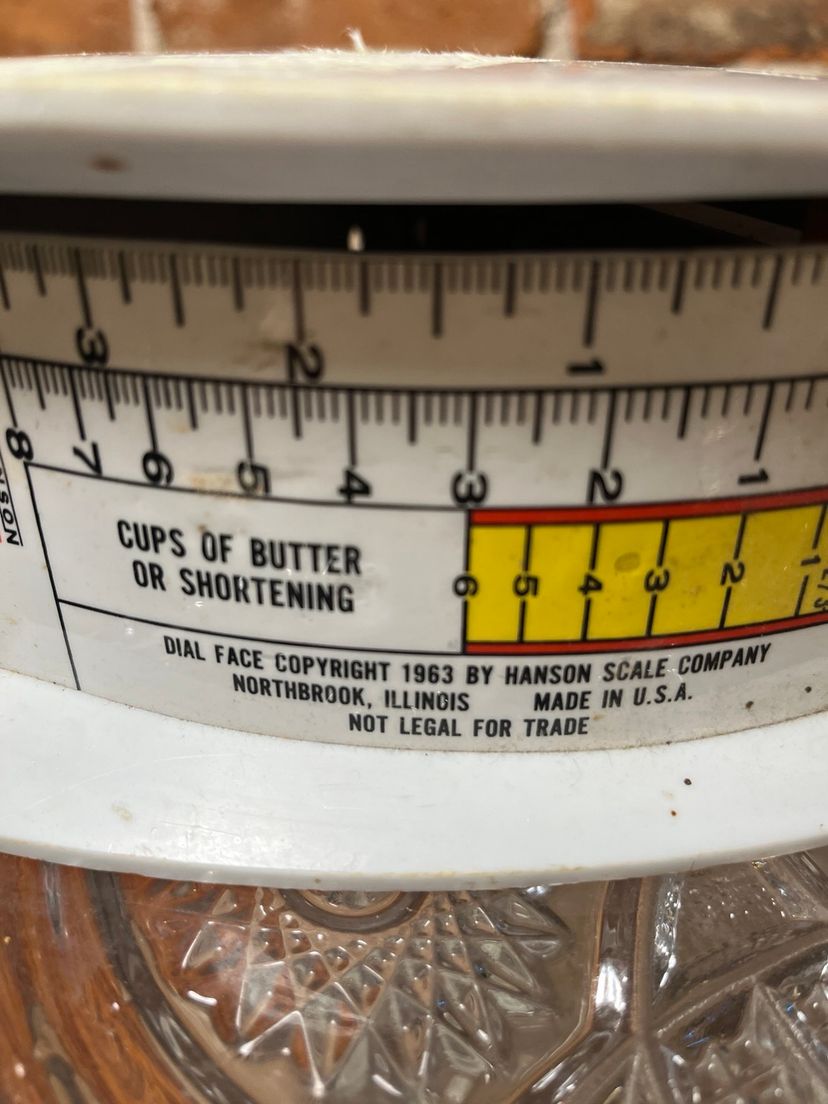 3 2 1
8 7 6 5 4 3 2 1
CUPS OF BUTTER
OR SHORTENING
6 5 4 3 2 1
DIAL FACE COPYRIGHT 1963 BY HANSON SCALE COMPANY
NORTHBROOK, ILLINOIS MADE IN U.S.A.
NOT LEGAL FOR TRADE